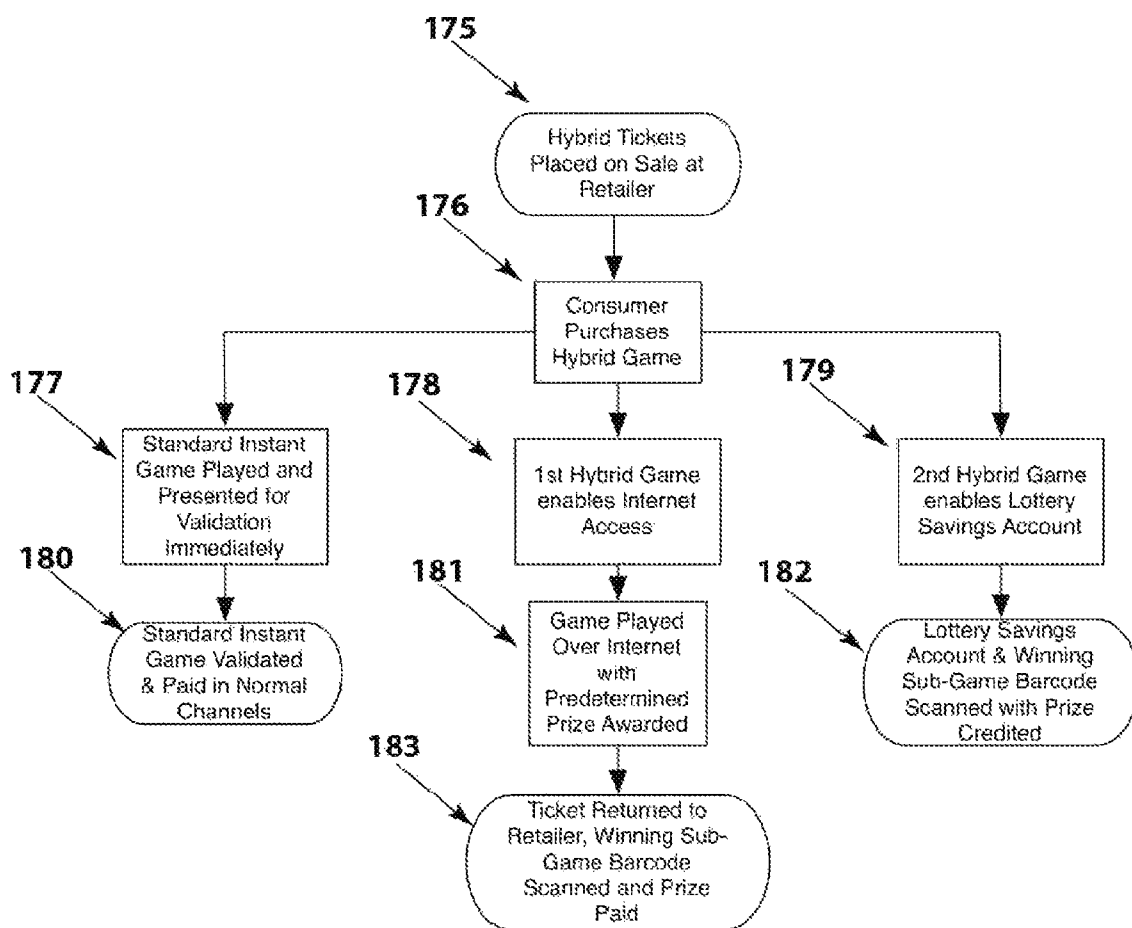 175
Hybrid Tickets
Placed on Sale at
Retailer
176
Consumer
Purchases
Hybrid Game
177
Standard Instant
Game Played and
Presented for
Validation
Immediately
178
1st Hybrid Game
enables Internet
Access
179
2nd Hybrid Game
enables Lottery
Savings Account
180
Standard Instant
Game Validated
& Paid in Normal
Channels
181
Game Played
Over Internet with
Predetermined
Prize Awarded
182
Lottery Savings
Account & Winning
Sub-Game Barcode
Scanned with Prize
Credited
183
Ticket Returned to
Retailer, Winning Sub-
Game Barcode
Scanned and Prize
Paid